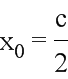 x₀ = c/2